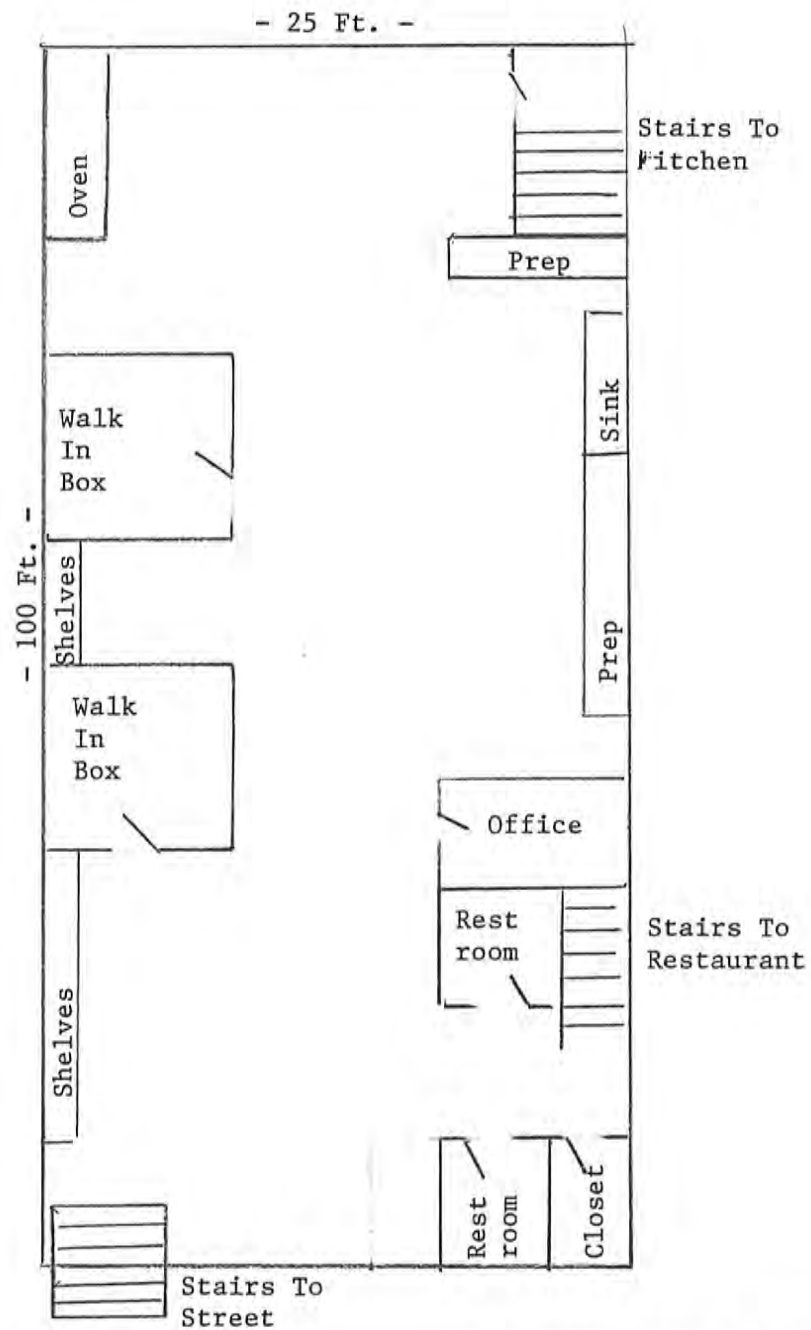 - 25 Ft. -
Stairs To
Kitchen
Oven
Prep
Sink
Walk
In
Box
- 100 Ft. -
Shelves
Prep
Walk
In
Box
Office
Rest
room
Stairs To
Restaurant
Shelves
Rest
room
Closet
Stairs To
Street